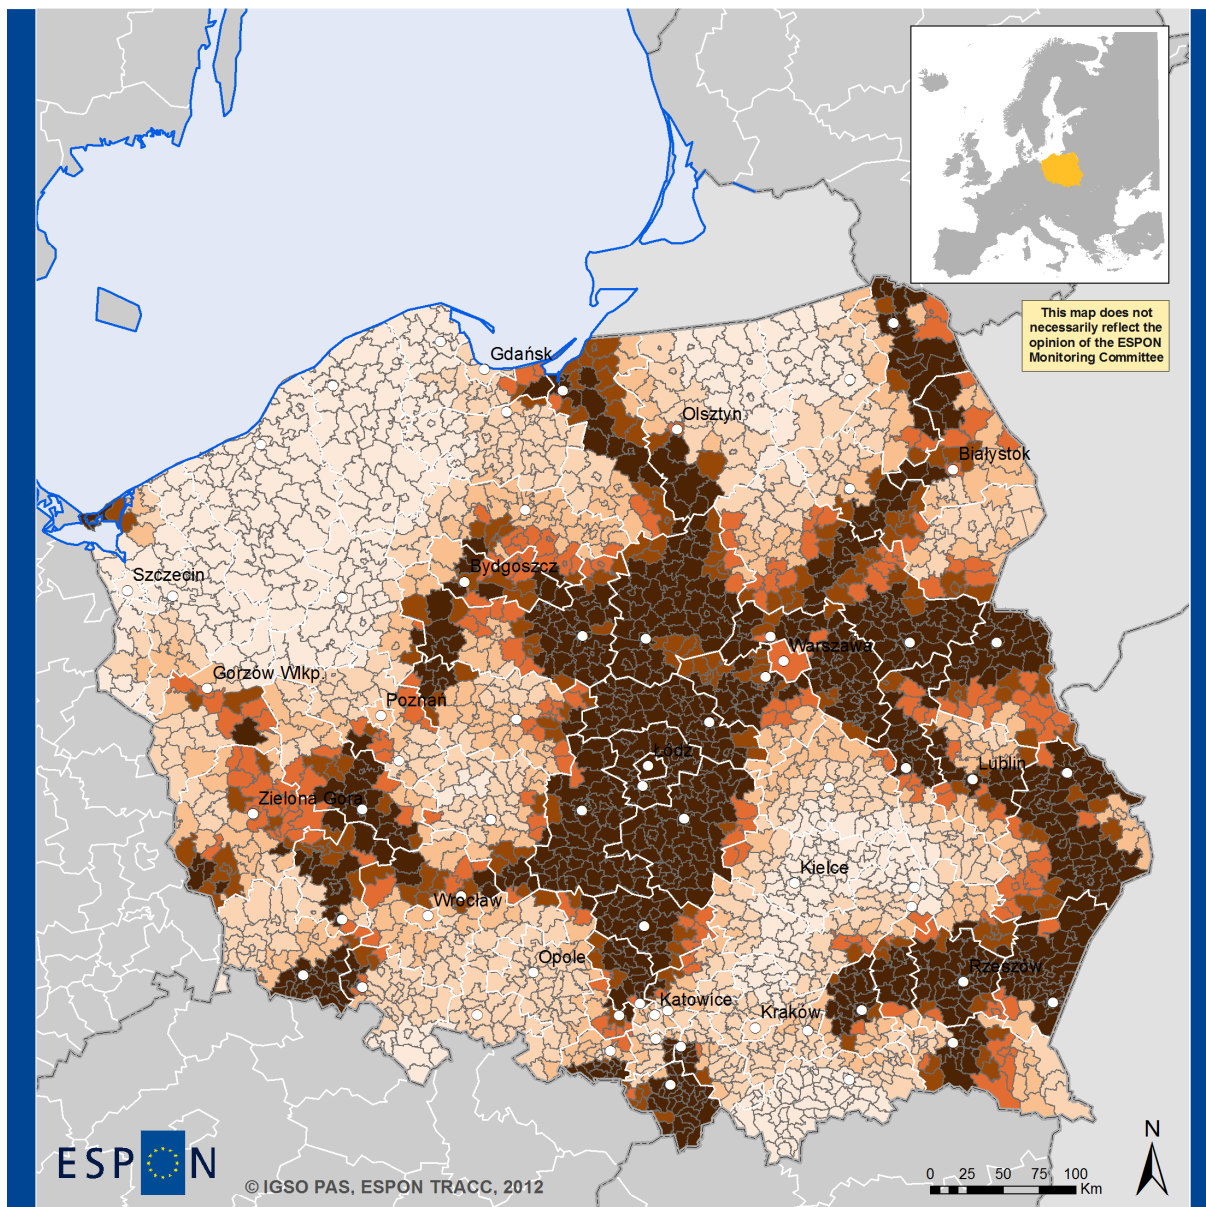 This map does not
necessarily reflect the
opinion of the ESPON
Monitoring Committee
Gdańsk
Olsztyn
Białystok
Szczecin
Bydgoszcz
Warszawa
Gorzów Wlkp.
Poznań
Łódź
Lublin
Zielona Góra
Kielce
Wrocław
Opole
Rzeszów
Katowice
Kraków
ESPON
© IGSO PAS, ESPON TRACC, 2012
N
0 25 50 75 100
Km